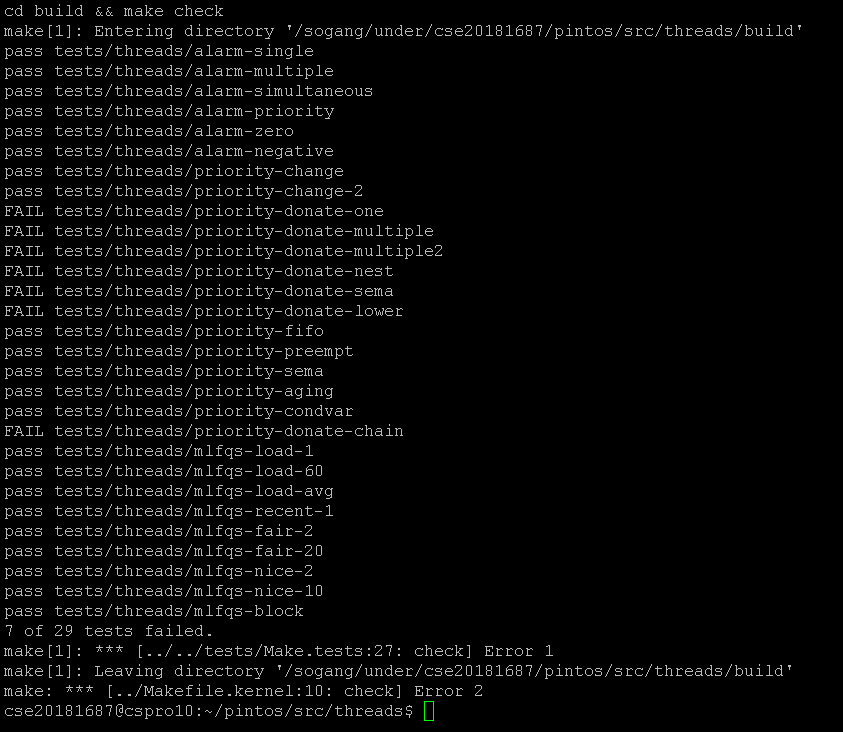 cd build && make check
make[1]: Entering directory '/sogang/under/cse20181687/pintos/src/threads/build'
pass tests/threads/alarm-single
pass tests/threads/alarm-multiple
pass tests/threads/alarm-simultaneous
pass tests/threads/alarm-priority
pass tests/threads/alarm-zero
pass tests/threads/alarm-negative
pass tests/threads/priority-change
pass tests/threads/priority-change-2
FAIL tests/threads/priority-donate-one
FAIL tests/threads/priority-donate-multiple
FAIL tests/threads/priority-donate-multiple2
FAIL tests/threads/priority-donate-nest
FAIL tests/threads/priority-donate-sema
FAIL tests/threads/priority-donate-lower
pass tests/threads/priority-fifo
pass tests/threads/priority-preempt
pass tests/threads/priority-sema
pass tests/threads/priority-aging
pass tests/threads/priority-condvar
FAIL tests/threads/priority-donate-chain
pass tests/threads/mlfqs-load-1
pass tests/threads/mlfqs-load-60
pass tests/threads/mlfqs-load-avg
pass tests/threads/mlfqs-recent-1
pass tests/threads/mlfqs-fair-2
pass tests/threads/mlfqs-fair-20
pass tests/threads/mlfqs-nice-2
pass tests/threads/mlfqs-nice-10
pass tests/threads/mlfqs-block
7 of 29 tests failed.
make[1]: *** [../../tests/Make.tests:27: check] Error 1
make[1]: Leaving directory '/sogang/under/cse20181687/pintos/src/threads/build'
make: *** [../Makefile.kernel:10: check] Error 2
cse20181687@cspro10:~/pintos/src/threads$